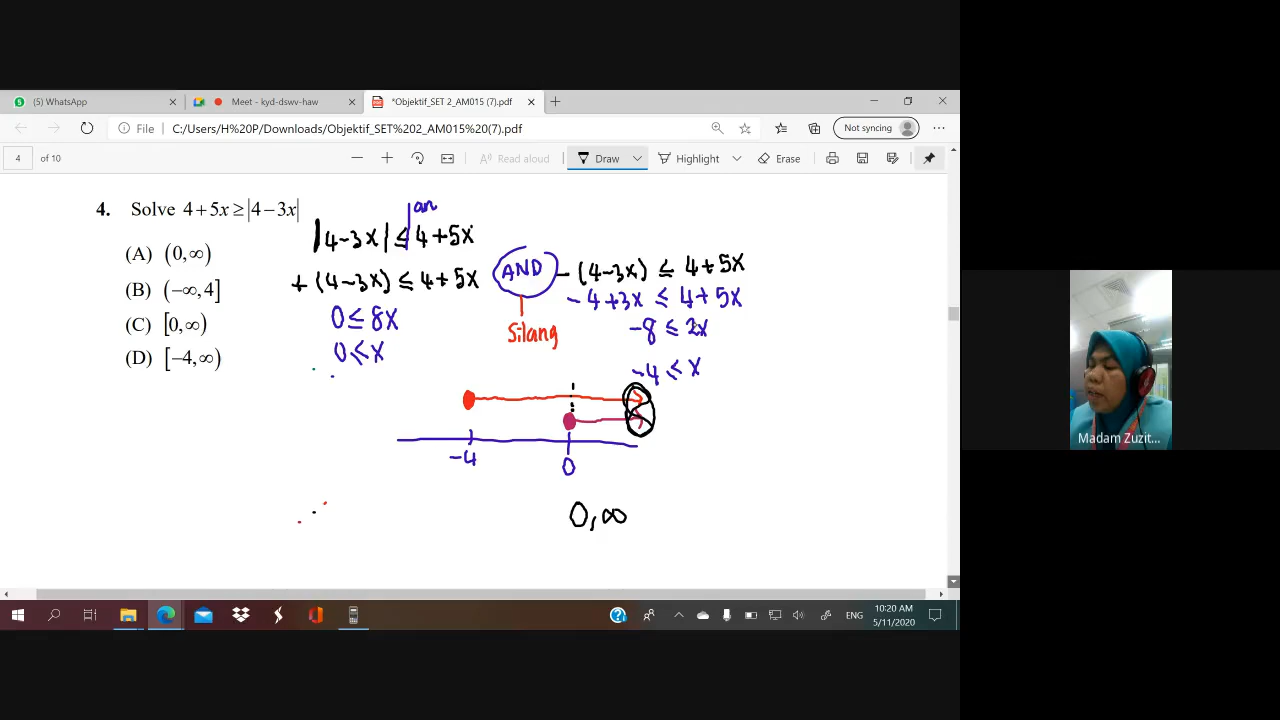 (5) WhatsApp
Meet - kyd-dswv-haw
*Objektif_SET 2_AM015 (7).pdf
File
C:/Users/H%20P/Downloads/Objektif_SET%202_AM015%20(7).pdf
Not syncing
4
of 10
Read aloud
Draw
Highlight
Erase
4. Solve 4+5x≥|4−3x|
(A) (0,∞)
(B) (−∞,4]
(C) [0,∞)
(D) [−4,∞)
an
|4-3x| ≤ 4+5x
+ (4-3x) ≤ 4+5x
0 ≤ 8x
0 ≤ x
AND
Silang
- (4-3x) ≤ 4+5x
-4+3x ≤ 4+5x
-8 ≤ 2x
-4 ≤ x
-4
0
0,∞
Madam Zuzit...
ENG
10:20 AM
5/11/2020